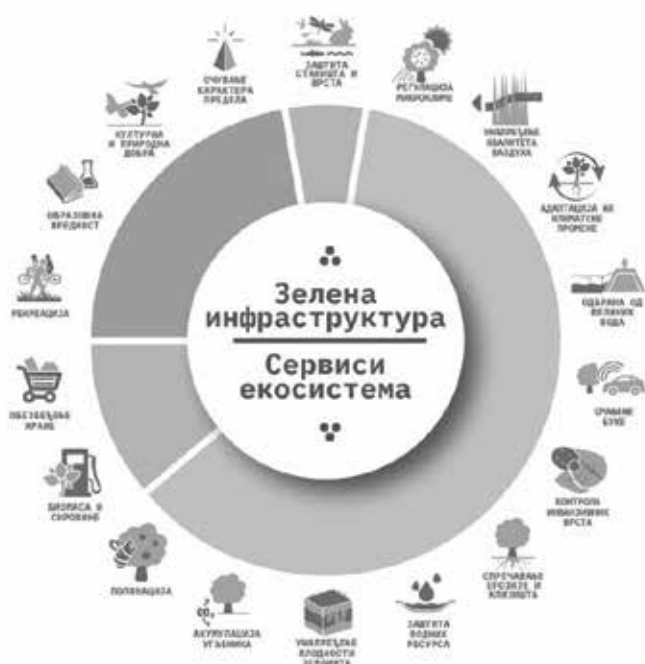 ЗАШТИТА
СТАНИШТА И
ВРСТА
РЕГУЛАЦИЈА
МИКРОКЛИМЕ
УНАПРЕЂЕЊЕ
КВАЛИТЕТА
ВАЗДУХА
АДАПТАЦИЈА НА
КЛИМАТСКЕ
ПРОМЕНЕ
ОДБРАНА ОД
ВЕЛИКИХ
ВОДА
БУКЕ
КОНТРОЛА
ИНВАЗИВНИХ
ВРСТА
СПРЕЧАВАЊЕ
ЕРОЗИЈЕ И
КЛИЗИШТА
ЗАШТИТА
ВОДНИХ
РЕСУРСА
УНАПРЕЂЕЊЕ
ПЛОДНОСТИ
ЗЕМЉИШТА
CO₂
АКУМУЛАЦИЈА
УГЉЕНИКА
ПОЛИНАЦИЈА
БИОМАСА И
СИРОВИНЕ
ОБЕЗБЕЂЕЊЕ
ХРАНЕ
РЕКРЕАЦИЈА
ОБРАЗОВНА
ВРЕДНОСТ
КУЛТУРНА
И ПРИРОДНА
ДОБРА
ОЧУВАЊЕ
КАРАКТЕРА
ПРЕДЕЛА
Зелена
инфраструктура
Сервиси
екосистема